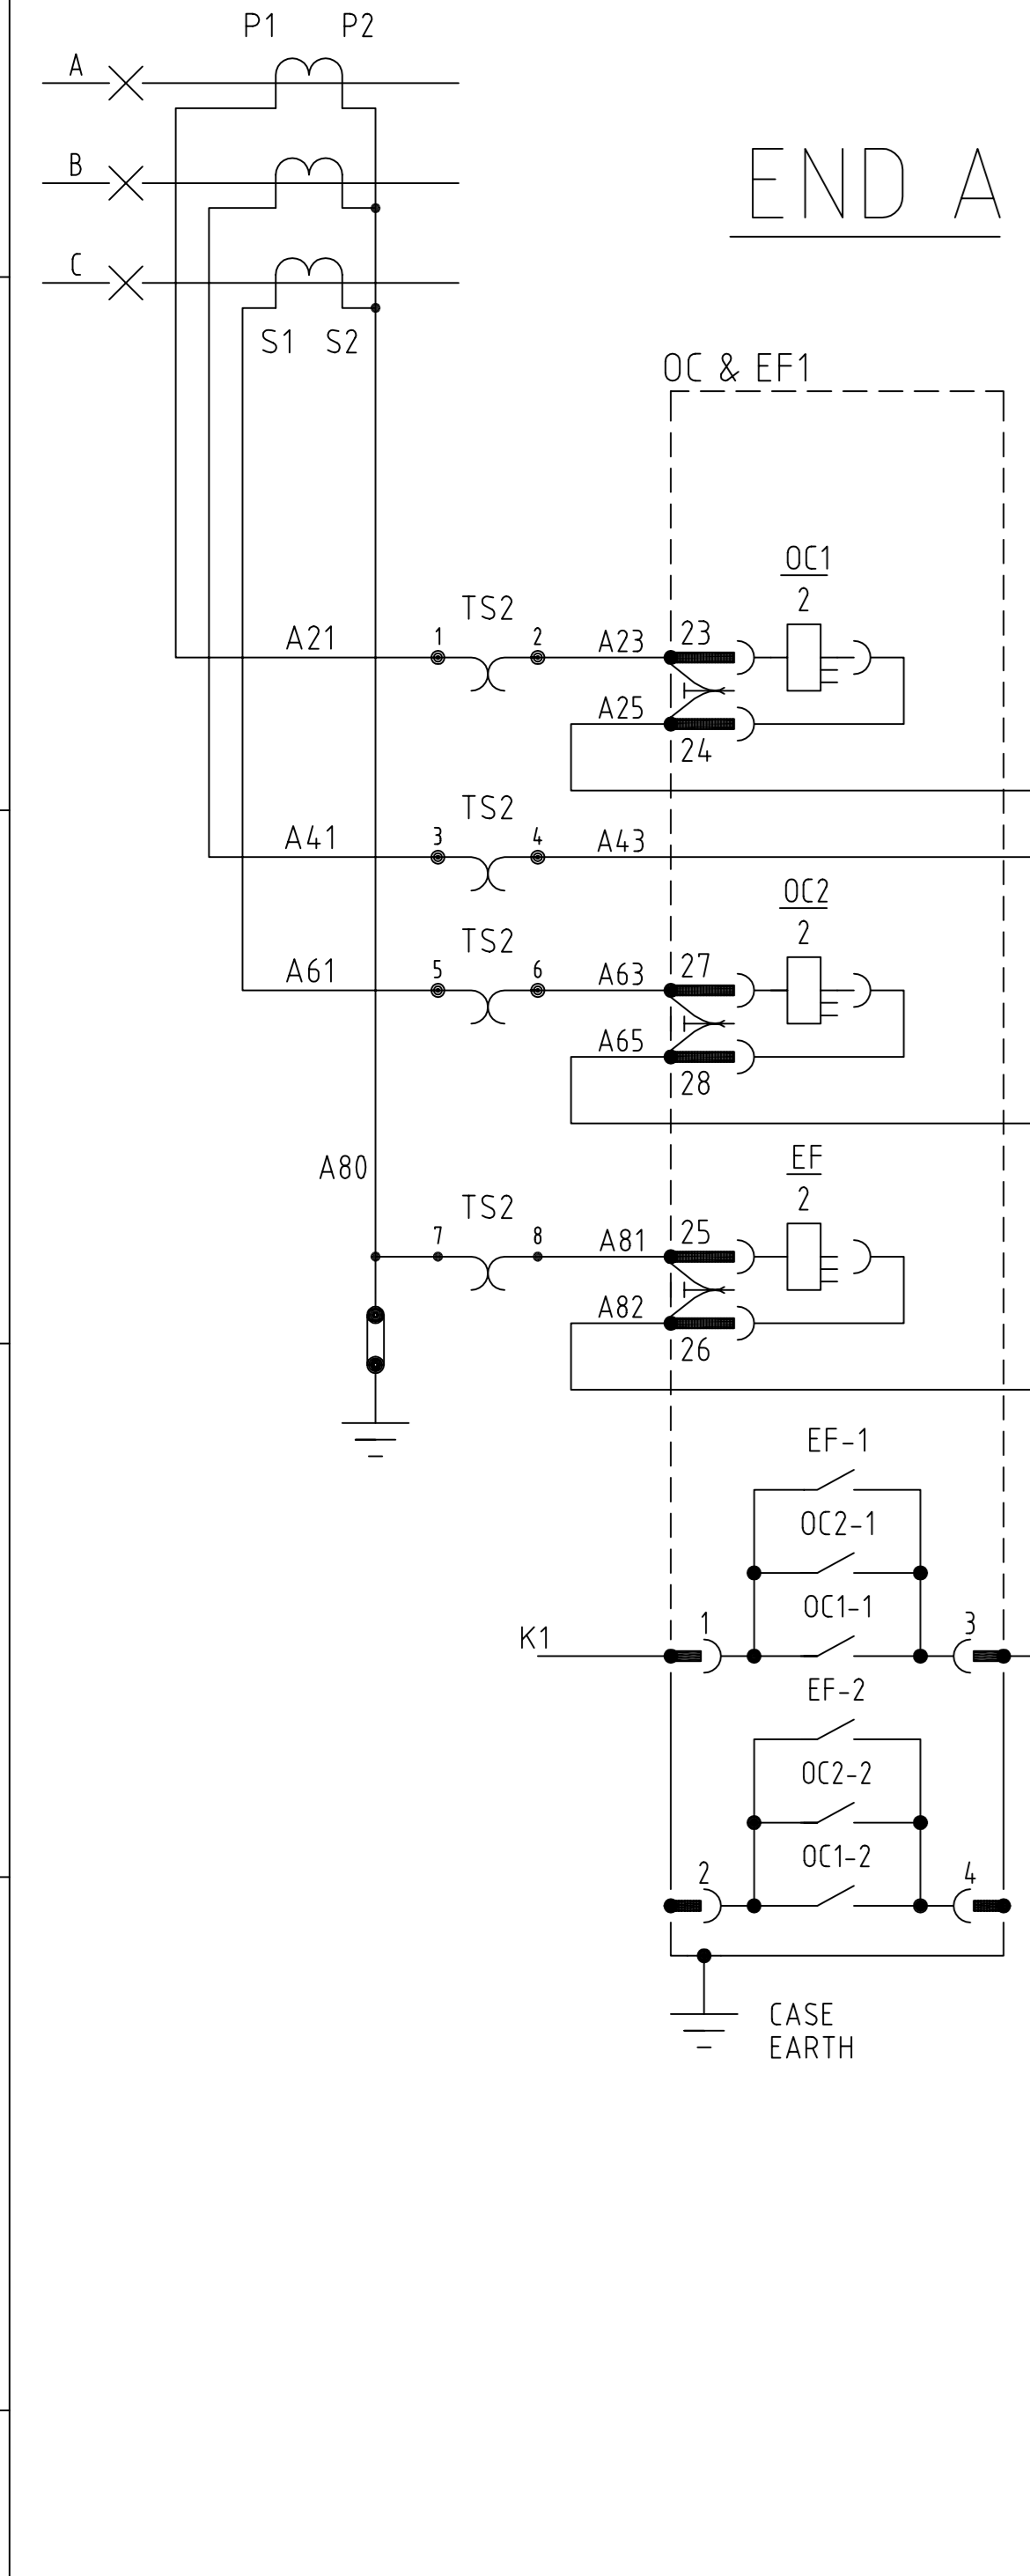 P1 P2
A
B
END A
C
S1 S2
OC & EF1
OC1
2
TS2
A21 1 2 A23 23
A25
24
TS2
A41 3 4 A43
OC2
2
TS2
A61 5 6 A63 27
A65
28
EF
2
A80
TS2
7 8 A81 25
A82
26
EF-1
OC2-1
OC1-1
K1 1 3
EF-2
OC2-2
OC1-2
2 4
CASE
EARTH